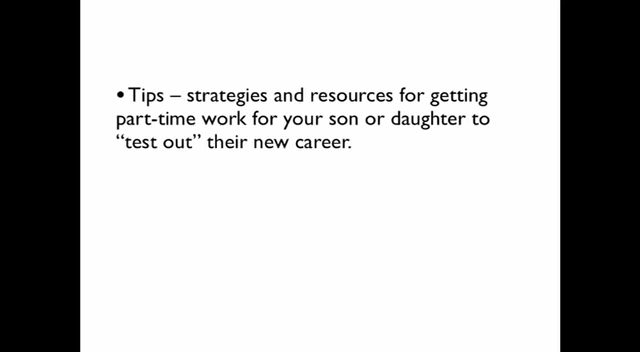 • Tips – strategies and resources for getting
part-time work for your son or daughter to
“test out” their new career.